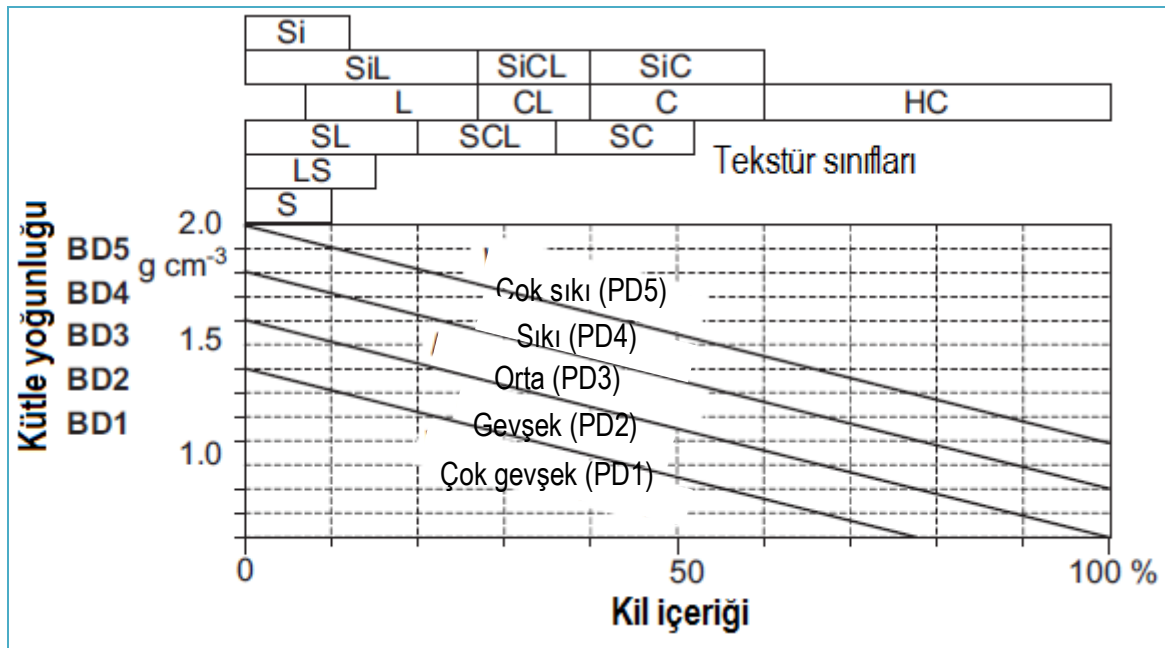 Si
SiL SiCL SiC
L CL C HC
SL SCL SC
Tekstür sınıfları
LS
S
Kütle yoğunluğu
2.0
BD5
g cm-3
BD4
BD3
1.5
BD2
BD1
1.0
Çok sıkı (PD5)
Sıkı (PD4)
Orta (PD3)
Gevşek (PD2)
Çok gevşek (PD1)
0 50 100 %
Kil içeriği